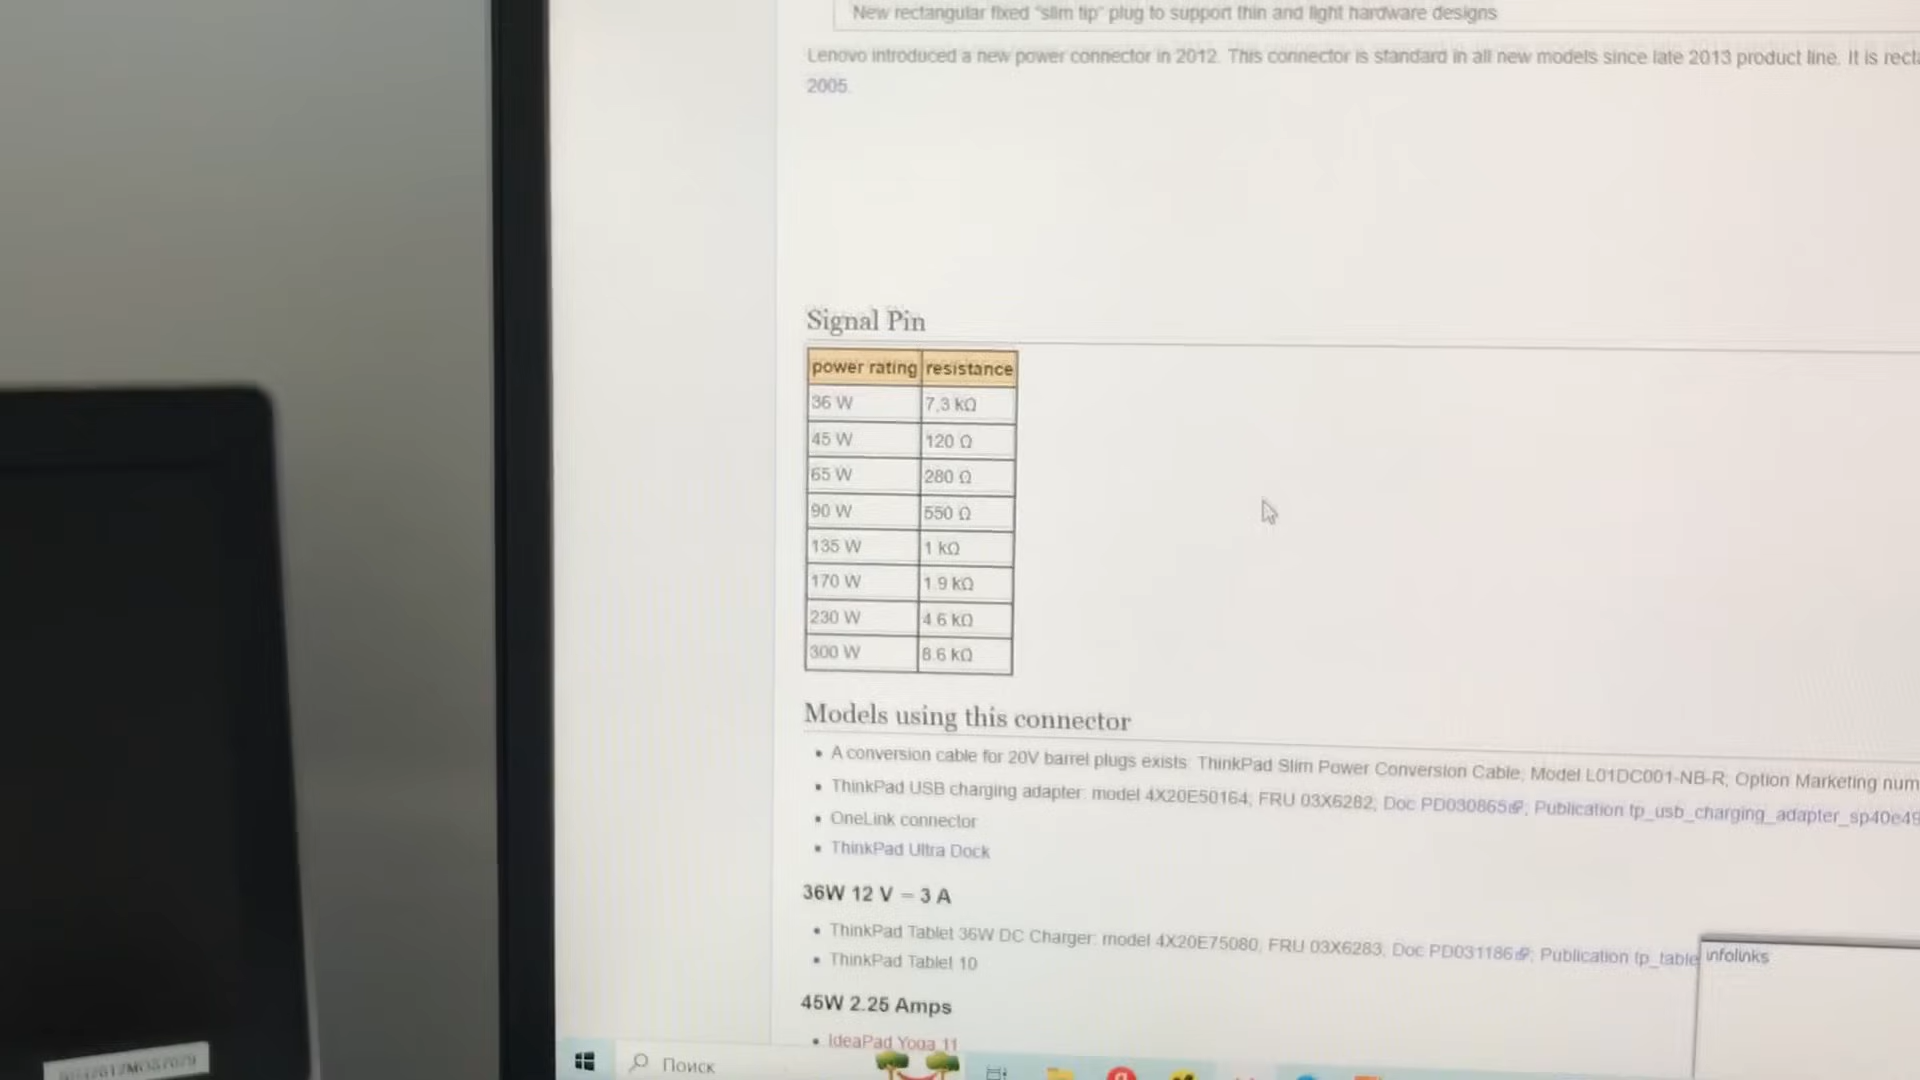 New rectangular fixed "slim tip" plug to support thin and light hardware designs
Lenovo introduced a new power connector in 2012. This connector is standard in all new models since late 2013 product line. It is recta
2005.
Signal Pin
power rating resistance
36 W 7,3 kΩ
45 W 120 Ω
65 W 280 Ω
90 W 550 Ω
135 W 1 kΩ
170 W 1.9 kΩ
230 W 4.6 kΩ
300 W 8.6 kΩ
Models using this connector
• A conversion cable for 20V barrel plugs exists: ThinkPad Slim Power Conversion Cable; Model L01DC001-NB-R, Option Marketing num
• ThinkPad USB charging adapter: model 4X20E50164, FRU 03X6282; Doc PD030865; Publication tp_usb_charging_adapter_sp40e49
• OneLink connector
• ThinkPad Ultra Dock
36W 12 V – 3 A
• ThinkPad Tablet 36W DC Charger: model 4X20E75080, FRU 03X6283; Doc PD031186; Publication tp_table
infolinks
• ThinkPad Tablet 10
45W 2.25 Amps
• IdeaPad Yoga 11
Поиск